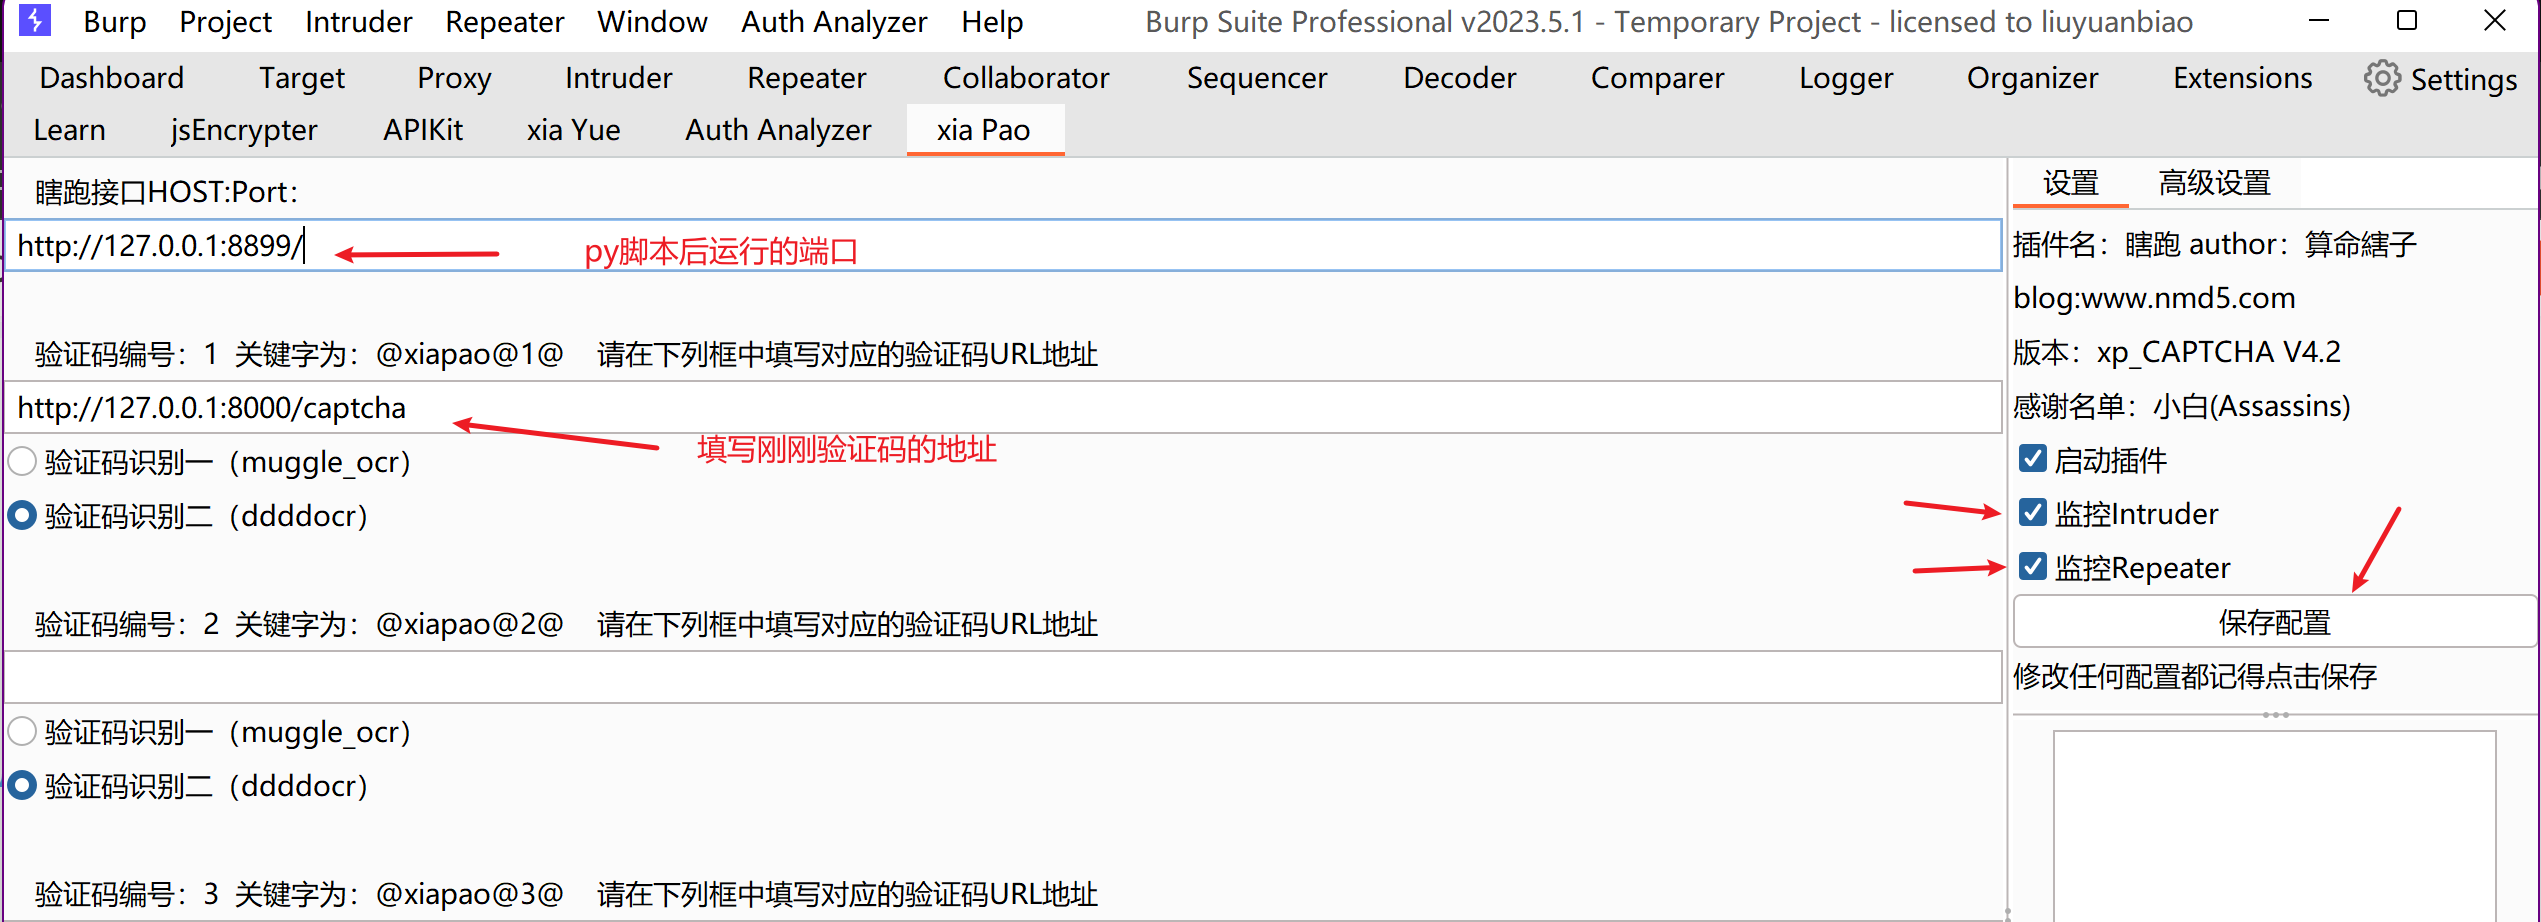 Burp Project Intruder Repeater Window Auth Analyzer Help Burp Suite Professional v2023.5.1 - Temporary Project - licensed to liuyuanbiao
Dashboard Target Proxy Intruder Repeater Collaborator Sequencer Decoder Comparer Logger Organizer Extensions Settings
Learn jsEncrypter APIKit xia Yue Auth Analyzer xia Pao
瞎跑接口HOST:Port：
http://127.0.0.1:8899/
py脚本后运行的端口
验证码编号：1 关键字为：@xiapao@1@ 请在下列框中填写对应的验证码URL地址
http://127.0.0.1:8000/captcha
填写刚刚验证码的地址
验证码识别一（muggle_ocr）
验证码识别二（ddddocr）
验证码编号：2 关键字为：@xiapao@2@ 请在下列框中填写对应的验证码URL地址
验证码识别一（muggle_ocr）
验证码识别二（ddddocr）
验证码编号：3 关键字为：@xiapao@3@ 请在下列框中填写对应的验证码URL地址
设置 高级设置
插件名：瞎跑 author：算命縖子
blog:www.nmd5.com
版本：xp_CAPTCHA V4.2
感谢名单：小白(Assassins)
启动插件
监控Intruder
监控Repeater
保存配置
修改任何配置都记得点击保存